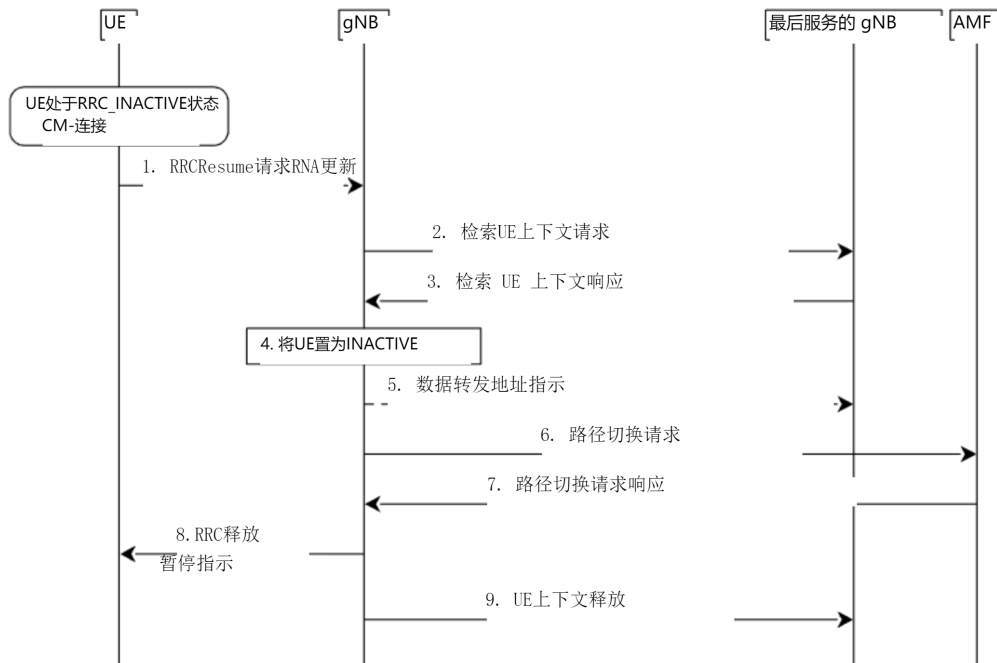 UE
gNB
最后服务的 gNB
AMF
UE处于RRC_INACTIVE状态
CM-连接
1. RRCResume请求RNA更新
2. 检索UE上下文请求
3. 检索 UE 上下文响应
4. 将UE置为INACTIVE
5. 数据转发地址指示
6. 路径切换请求
7. 路径切换请求响应
8.RRC释放
暂停指示
9. UE上下文释放